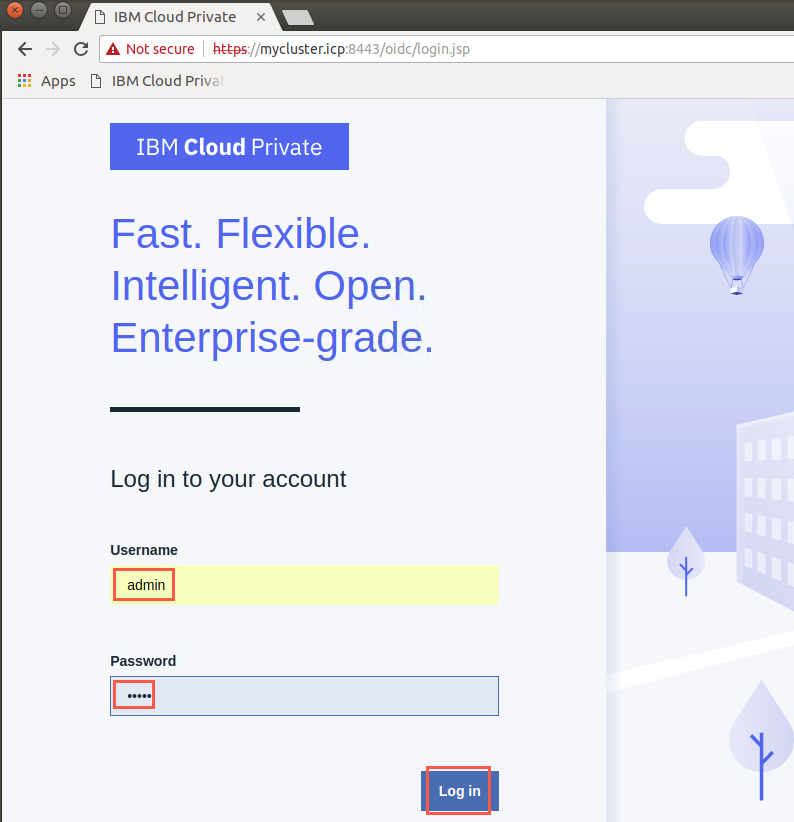 IBM Cloud Private
Not secure https://mycluster.icp:8443/oidc/login.jsp
Apps IBM Cloud Privat
IBM Cloud Private
Fast. Flexible.
Intelligent. Open.
Enterprise-grade.
Log in to your account
Username
admin
Password
•••••
Log in